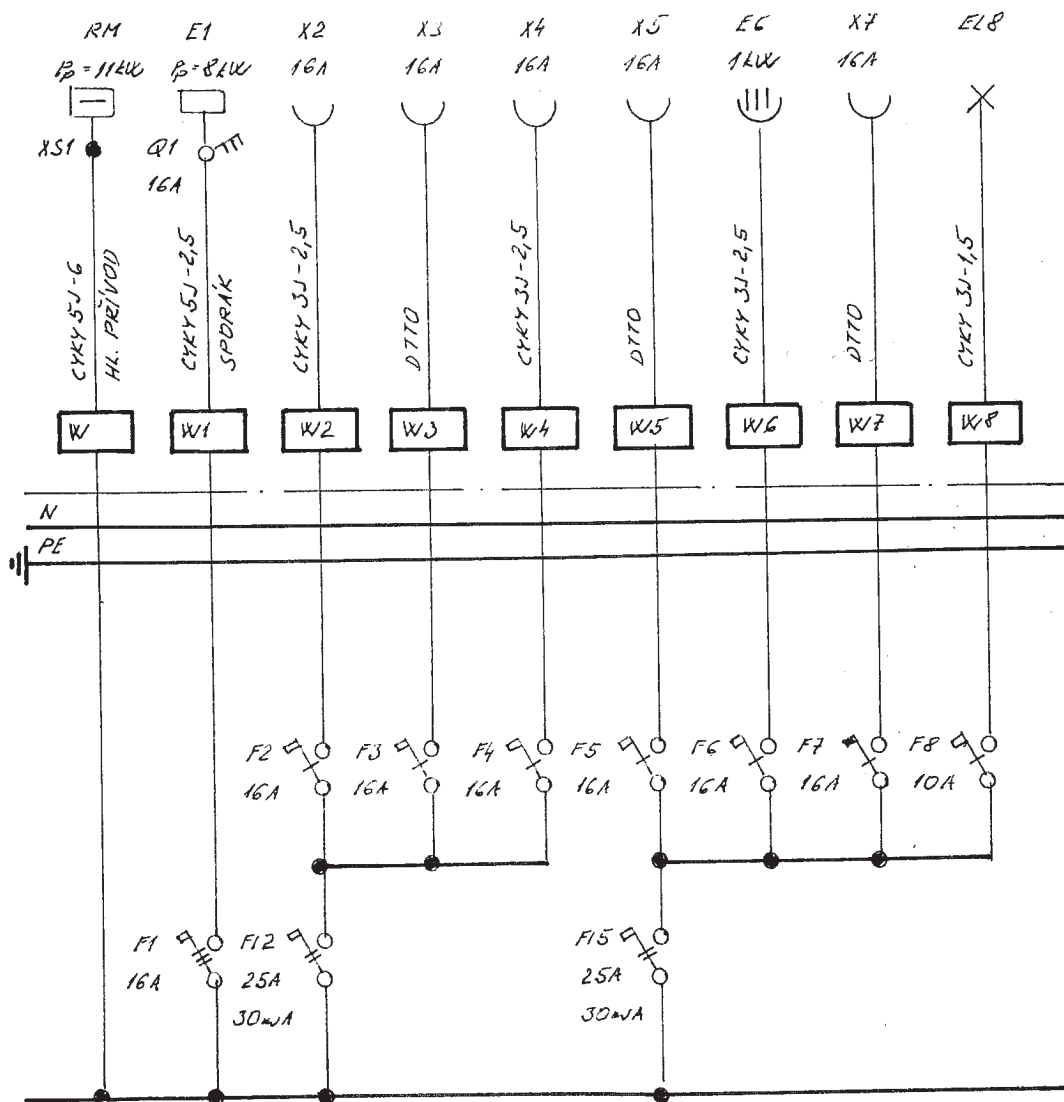 RM E1 X2 X3 X4 X5 E6 X7 EL8
Pp = 11kW Pp = 8kW 16A 16A 16A 16A 1kW 16A
XS1 Q1
16A
CYKY 5J-6
HL. PŘÍVOD
CYKY 5J-2,5
SPORÁK
CYKY 3J-2,5
DTTO
CYKY 3J-2,5
DTTO
CYKY 3J-2,5
DTTO
CYKY 3J-1,5
W W1 W2 W3 W4 W5 W6 W7 W8
N
PE
F2 F3 F4 F5 F6 F7 F8
16A 16A 16A 16A 16A 16A 10A
F1 FI2 FI5
16A 25A 25A
30mA 30mA